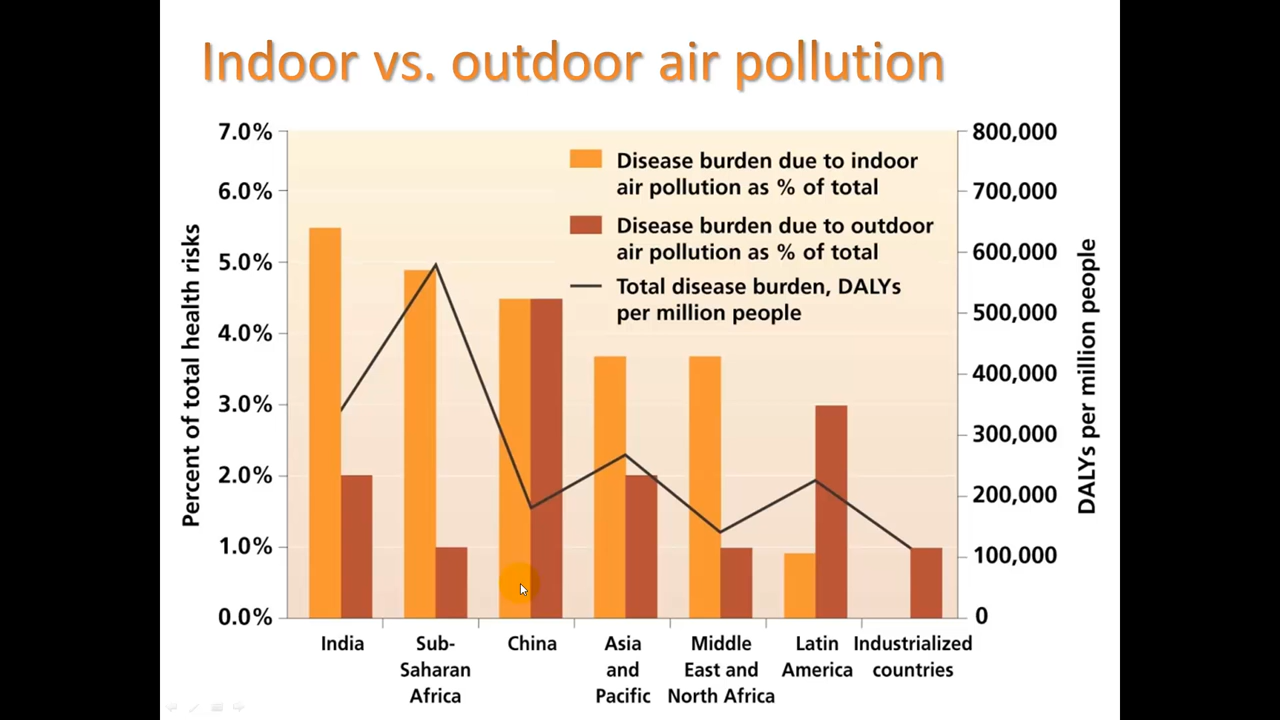 Indoor vs. outdoor air pollution
7.0%
6.0%
5.0%
4.0%
3.0%
2.0%
1.0%
0.0%
Percent of total health risks
Disease burden due to indoor
air pollution as % of total
Disease burden due to outdoor
air pollution as % of total
Total disease burden, DALYs
per million people
800,000
700,000
600,000
500,000
400,000
300,000
200,000
100,000
0
DALYs per million people
India
Sub-
Saharan
Africa
China
Asia
and
Pacific
Middle
East and
North Africa
Latin
America
Industrialized
countries